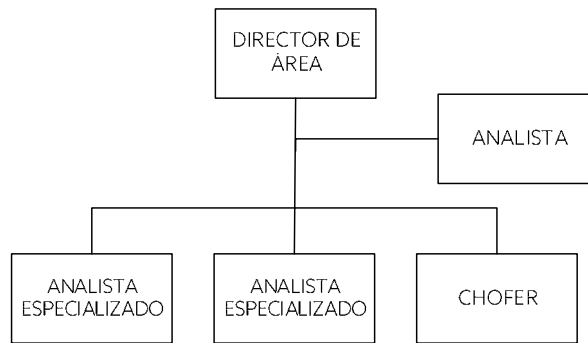 DIRECTOR DE
ÁREA
ANALISTA
ANALISTA
ESPECIALIZADO
ANALISTA
ESPECIALIZADO
CHOFER